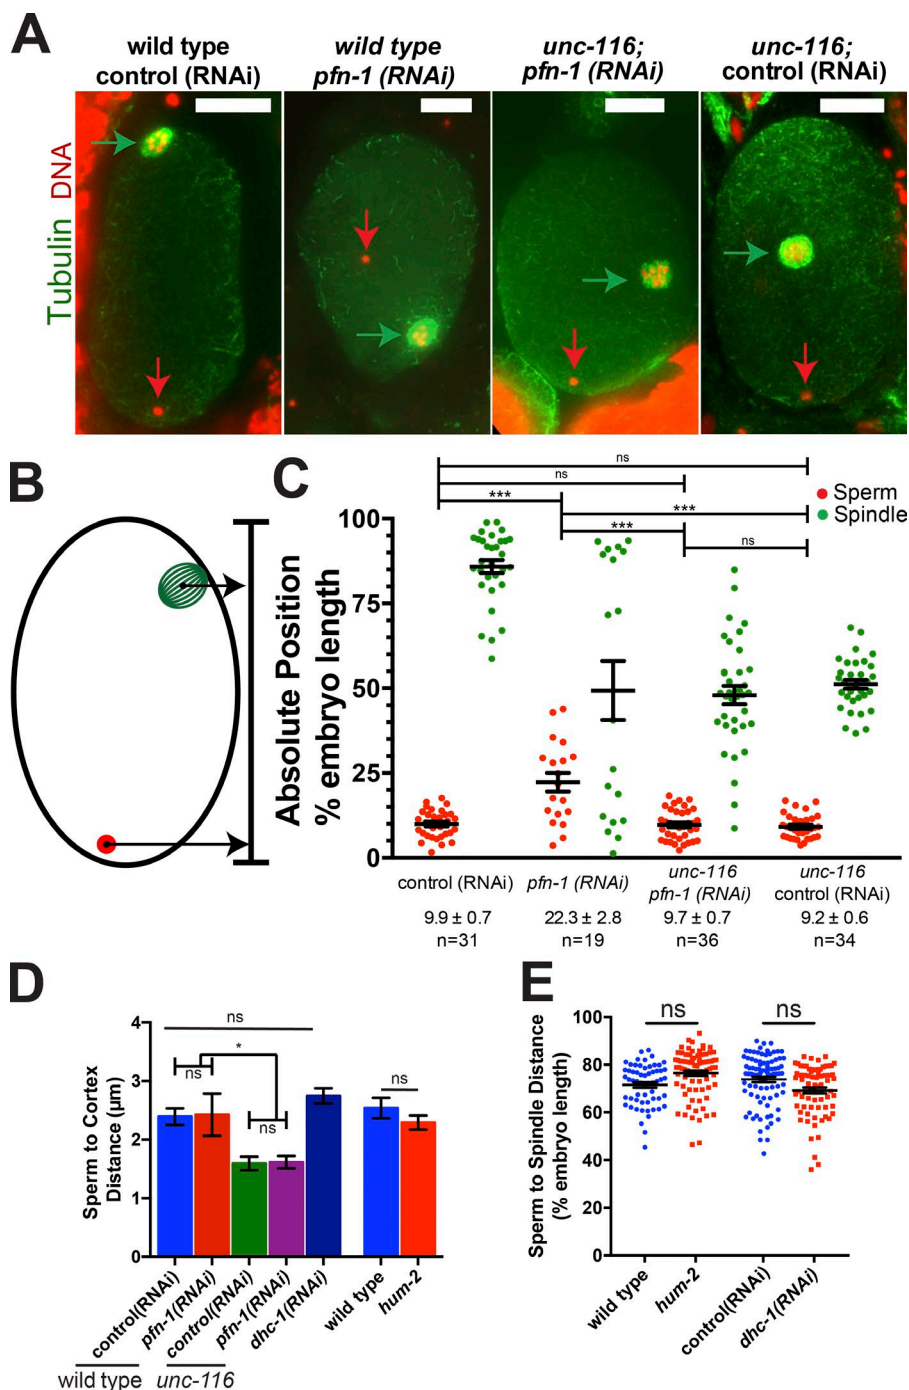 A
wild type
control (RNAi)
wild type
pfn-1 (RNAi)
unc-116;
pfn-1 (RNAi)
unc-116;
control (RNAi)
Tubulin DNA
B
Absolute Position
C
ns
ns
***
***
***
ns
Sperm
Spindle
% embryo length
100
75
50
25
0
control (RNAi)
pfn-1 (RNAi)
unc-116
pfn-1 (RNAi)
unc-116
control (RNAi)
9.9 ± 0.7
22.3 ± 2.8
9.7 ± 0.7
9.2 ± 0.6
n=31
n=19
n=36
n=34
D
Sperm to Cortex
Distance (µm)
4
3
2
1
0
ns
*
ns
ns
ns
control(RNAi)
pfn-1(RNAi)
control(RNAi)
pfn-1(RNAi)
dhc-1(RNAi)
wild type
hum-2
wild type
unc-116
E
Sperm to Spindle Distance
(% embryo length)
100
80
60
40
20
0
ns
ns
wild type
hum-2
control(RNAi)
dhc-1(RNAi)